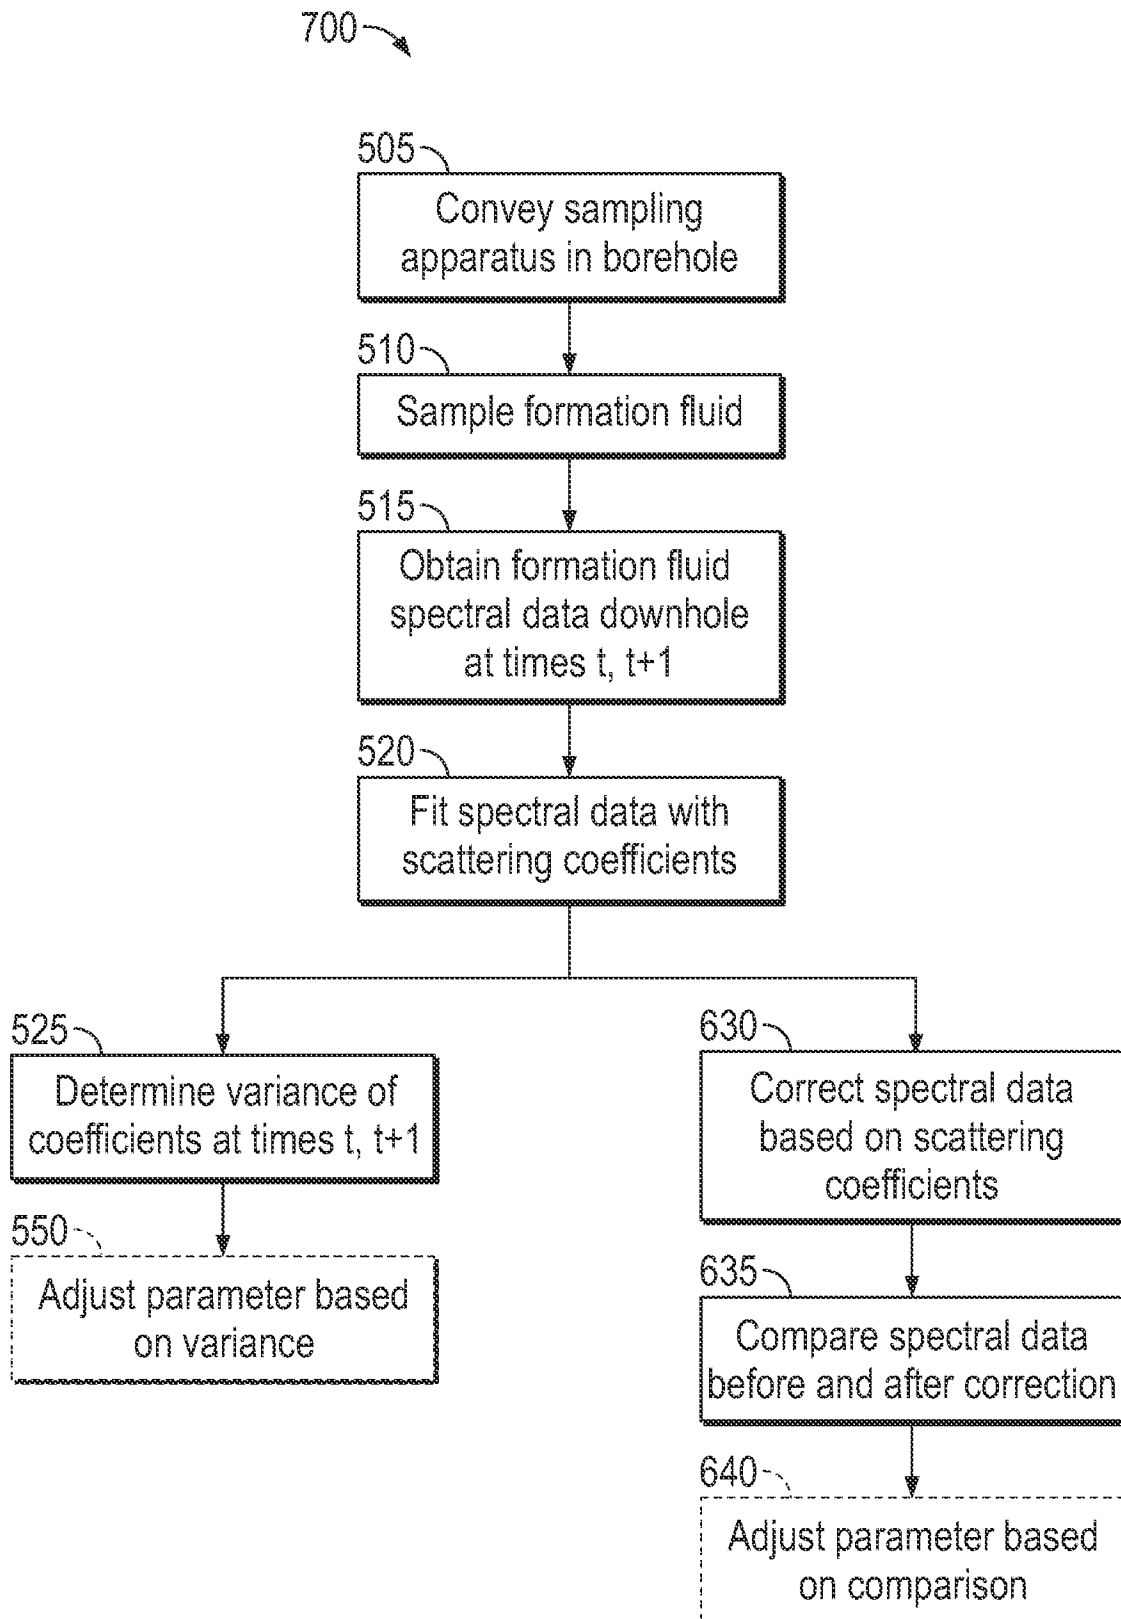 700
505
Convey sampling
apparatus in borehole
510
Sample formation fluid
515
Obtain formation fluid
spectral data downhole
at times t, t+1
520
Fit spectral data with
scattering coefficients
525
Determine variance of
coefficients at times t, t+1
550
Adjust parameter based
on variance
630
Correct spectral data
based on scattering
coefficients
635
Compare spectral data
before and after correction
640
Adjust parameter based
on comparison